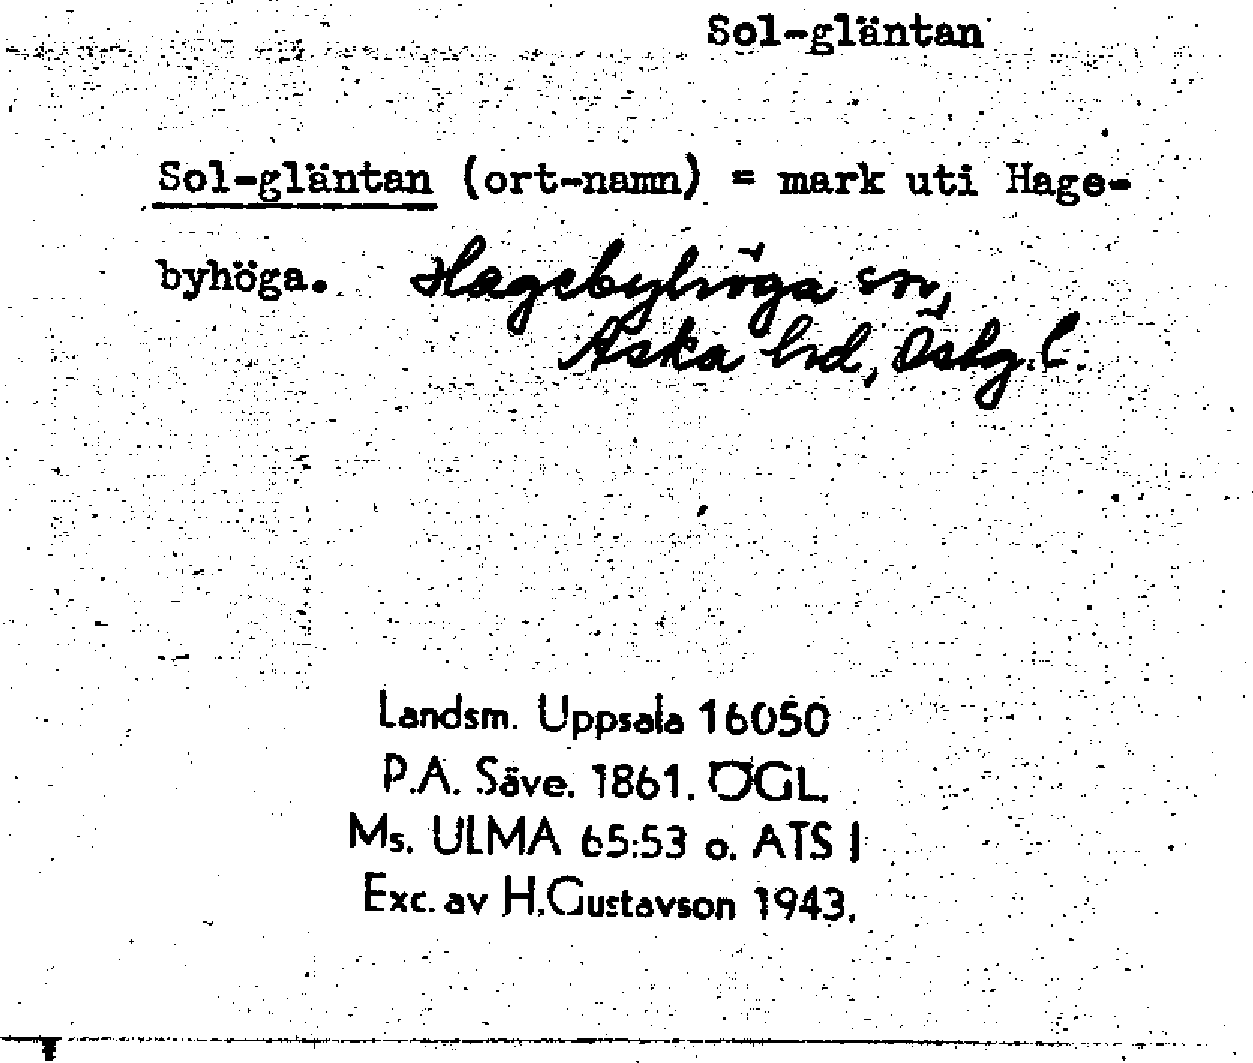 Sol-gläntan
Sol-gläntan (ort-namn) = mark uti Hage-
byhöga. Hagebyhöga sn,
Aska hd, Östg. l.
Landsm. Uppsala 16050
P.A. Säve. 1861. ÖGL.
Ms. ULMA 65:53 o. ATS I
Exc. av H. Gustavson 1943.